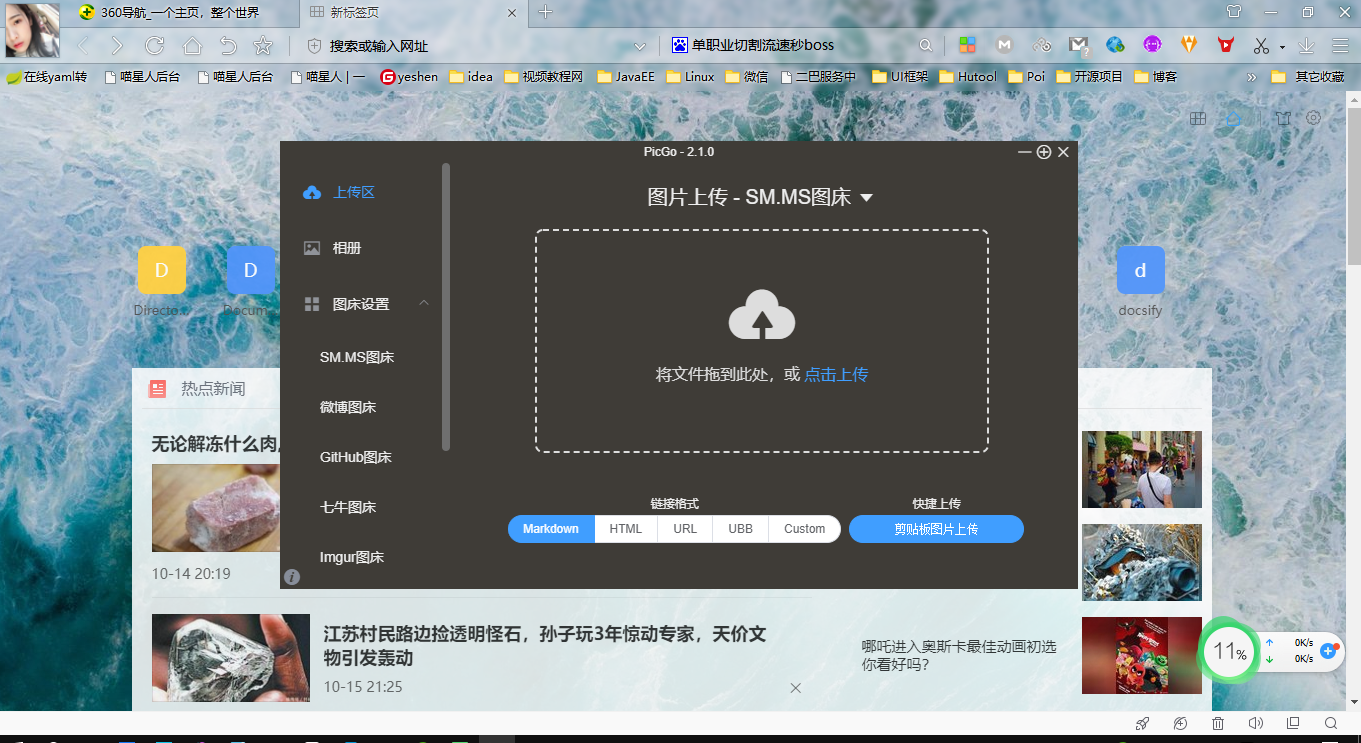 360导航_一个主页，整个世界
新标签页
搜索或输入网址
单职业切割流速秒boss
在线yaml转
喵星人后台
喵星人后台
喵星人 | 一
yeshen
idea
视频教程网
JavaEE
Linux
微信
二巴服务中
UI框架
Hutool
Poi
开源项目
博客
»
其它收藏
PicGo - 2.1.0
上传区
相册
图床设置
SM.MS图床
微博图床
GitHub图床
七牛图床
Imgur图床
图片上传 - SM.MS图床
将文件拖到此处，或 点击上传
链接格式
快捷上传
Markdown
HTML
URL
UBB
Custom
剪贴板图片上传
D
D
d
Directo...
Docum
docsify
热点新闻
无论解冻什么肉,
10-14 20:19
江苏村民路边捡透明怪石，孙子玩3年惊动专家，天价文
物引发轰动
10-15 21:25
哪吒进入奥斯卡最佳动画初选
你看好吗？
11%
0K/s
0K/s